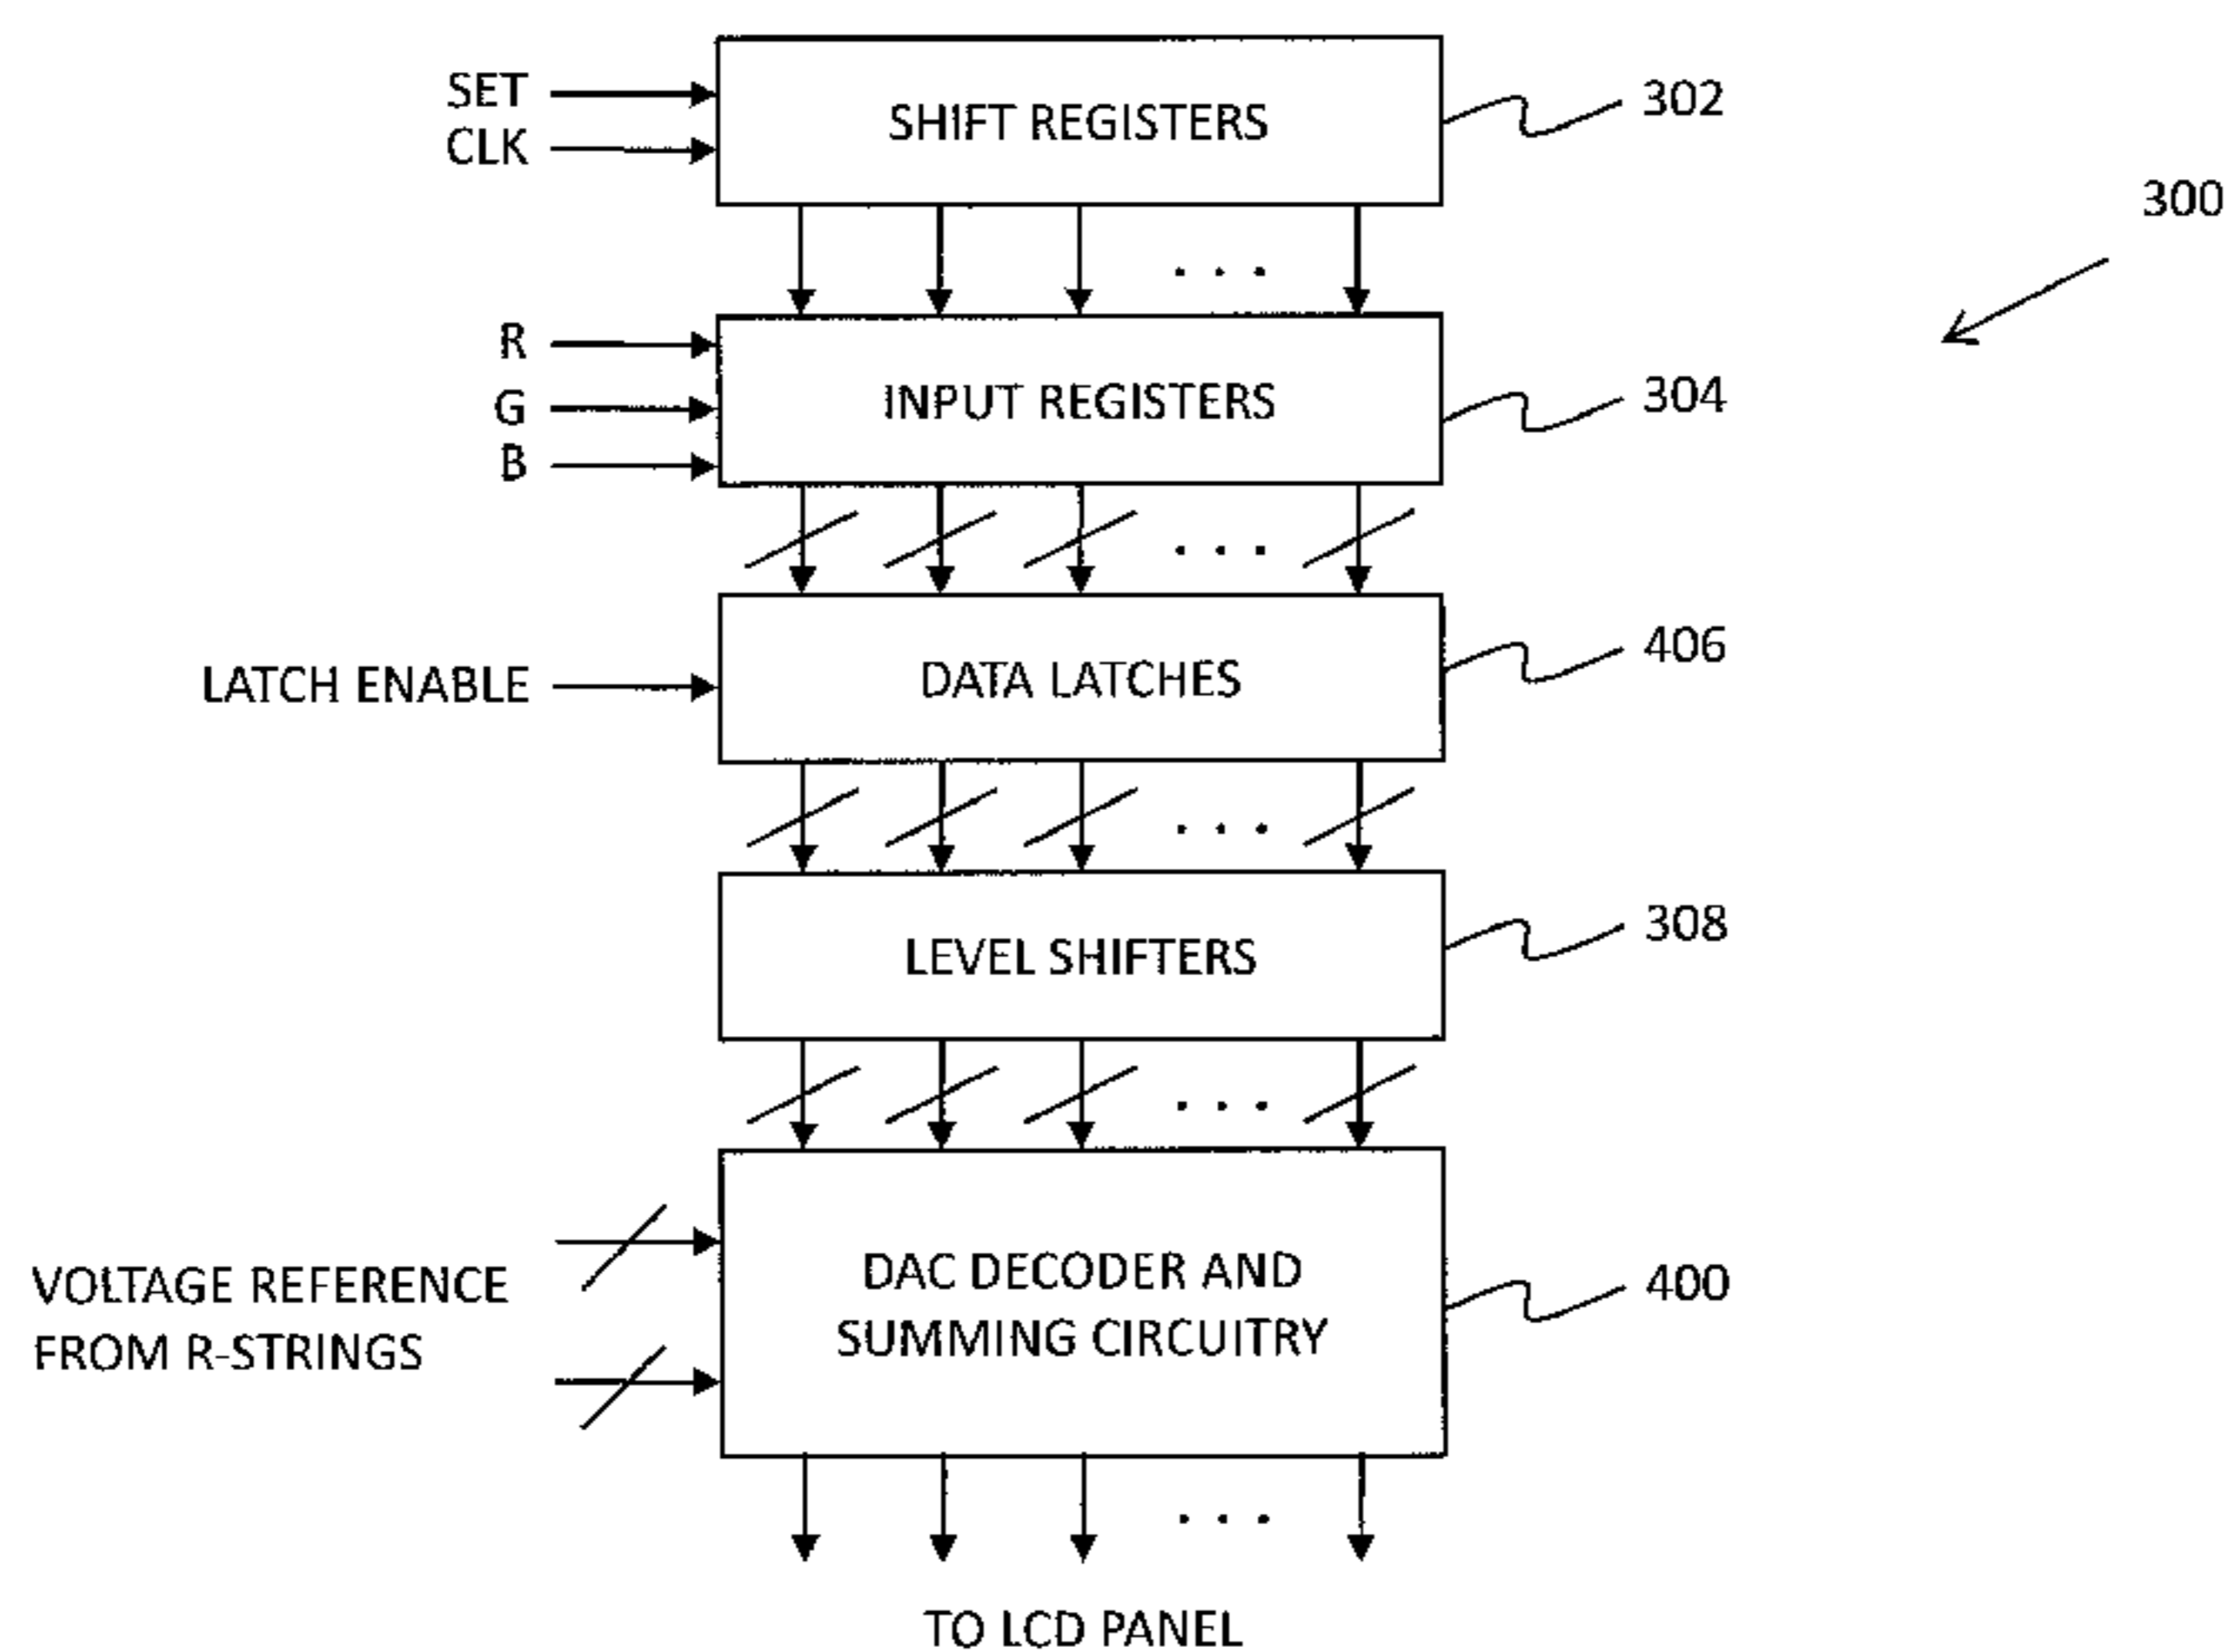 SET
CLK
SHIFT REGISTERS
302
300
R
G
B
INPUT REGISTERS
304
LATCH ENABLE
DATA LATCHES
406
LEVEL SHIFTERS
308
VOLTAGE REFERENCE
FROM R-STRINGS
DAC DECODER AND
SUMMING CIRCUITRY
400
TO LCD PANEL